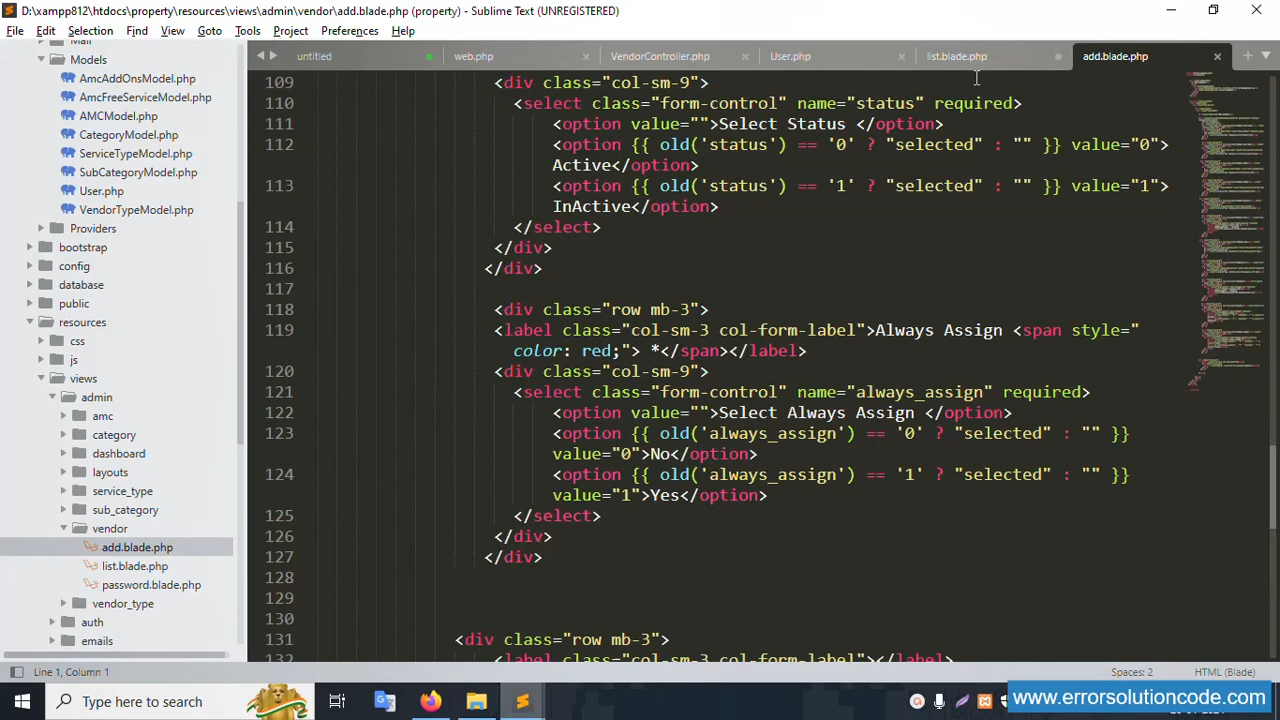 D:\xampp812\htdocs\property\resources\views\admin\vendor\add.blade.php (property) - Sublime Text (UNREGISTERED)
File Edit Selection Find View Goto Tools Project Preferences Help
untitled web.php VendorController.php User.php list.blade.php add.blade.php
Models
AmcAddOnsModel.php
AmcFreeServiceModel.php
AMCModel.php
CategoryModel.php
ServiceTypeModel.php
SubCategoryModel.php
User.php
VendorTypeModel.php
Providers
bootstrap
config
database
public
resources
css
js
views
admin
amc
category
dashboard
layouts
service_type
sub_category
vendor
add.blade.php
list.blade.php
password.blade.php
vendor_type
auth
emails
109 <div class="col-sm-9">
110 <select class="form-control" name="status" required>
111 <option value="">Select Status </option>
112 <option {{ old('status') == '0' ? "selected" : "" }} value="0">
Active</option>
113 <option {{ old('status') == '1' ? "selected" : "" }} value="1">
InActive</option>
114 </select>
115 </div>
116 </div>
117
118 <div class="row mb-3">
119 <label class="col-sm-3 col-form-label">Always Assign <span style="
color: red;"> *</span></label>
120 <div class="col-sm-9">
121 <select class="form-control" name="always_assign" required>
122 <option value="">Select Always Assign </option>
123 <option {{ old('always_assign') == '0' ? "selected" : "" }}
value="0">No</option>
124 <option {{ old('always_assign') == '1' ? "selected" : "" }}
value="1">Yes</option>
125 </select>
126 </div>
127 </div>
128
129
130
131 <div class="row mb-3">
132 <label class="col-sm-3 col-form-label"></label>
Line 1, Column 1 Spaces: 2 HTML (Blade)
Type here to search
www.errorsolutioncode.com